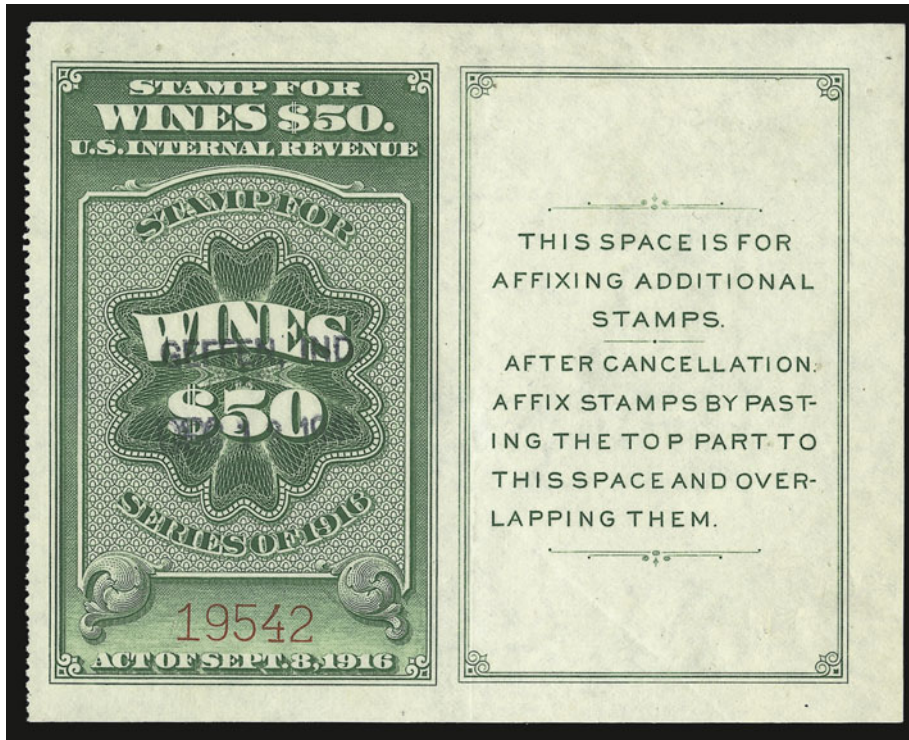 STAMP FOR
WINES $50.
U.S. INTERNAL REVENUE
STAMP FOR
WINES
IND
$50
SERIES OF 1916
19542
ACT OF SEPT. 8, 1916
THIS SPACE IS FOR
AFFIXING ADDITIONAL
STAMPS.
AFTER CANCELLATION.
AFFIX STAMPS BY PAST-
ING THE TOP PART TO
THIS SPACE AND OVER-
LAPPING THEM.